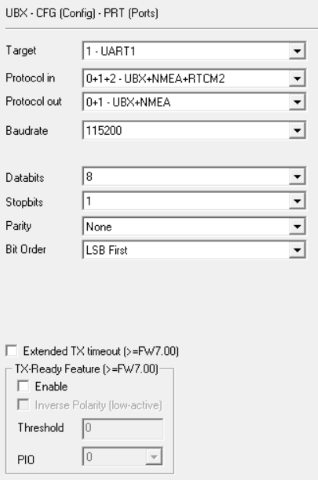 UBX - CFG (Config) - PRT (Ports)
Target 1 - UART1
Protocol in 0+1+2 - UBX+NMEA+RTCM2
Protocol out 0+1 - UBX+NMEA
Baudrate 115200
Databits 8
Stopbits 1
Parity None
Bit Order LSB First
Extended TX timeout (>=FW7.00)
TX-Ready Feature (>=FW7.00)
Enable
Inverse Polarity (low-active)
Threshold 0
PIO 0